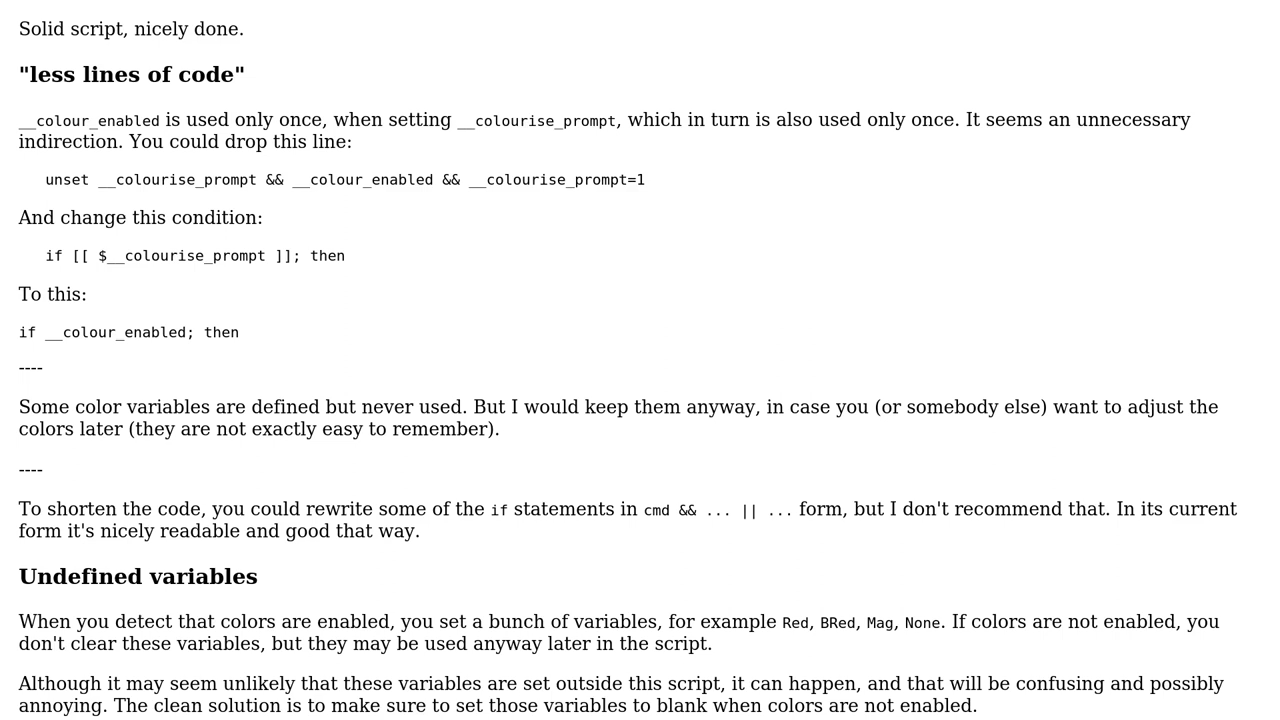 Solid script, nicely done.
"less lines of code"
__colour_enabled is used only once, when setting __colourise_prompt, which in turn is also used only once. It seems an unnecessary
indirection. You could drop this line:
unset __colourise_prompt && __colour_enabled && __colourise_prompt=1
And change this condition:
if [[ $__colourise_prompt ]]; then
To this:
if __colour_enabled; then
----
Some color variables are defined but never used. But I would keep them anyway, in case you (or somebody else) want to adjust the
colors later (they are not exactly easy to remember).
----
To shorten the code, you could rewrite some of the if statements in cmd && ... || ... form, but I don't recommend that. In its current
form it's nicely readable and good that way.
Undefined variables
When you detect that colors are enabled, you set a bunch of variables, for example Red, BRed, Mag, None. If colors are not enabled, you
don't clear these variables, but they may be used anyway later in the script.
Although it may seem unlikely that these variables are set outside this script, it can happen, and that will be confusing and possibly
annoying. The clean solution is to make sure to set those variables to blank when colors are not enabled.